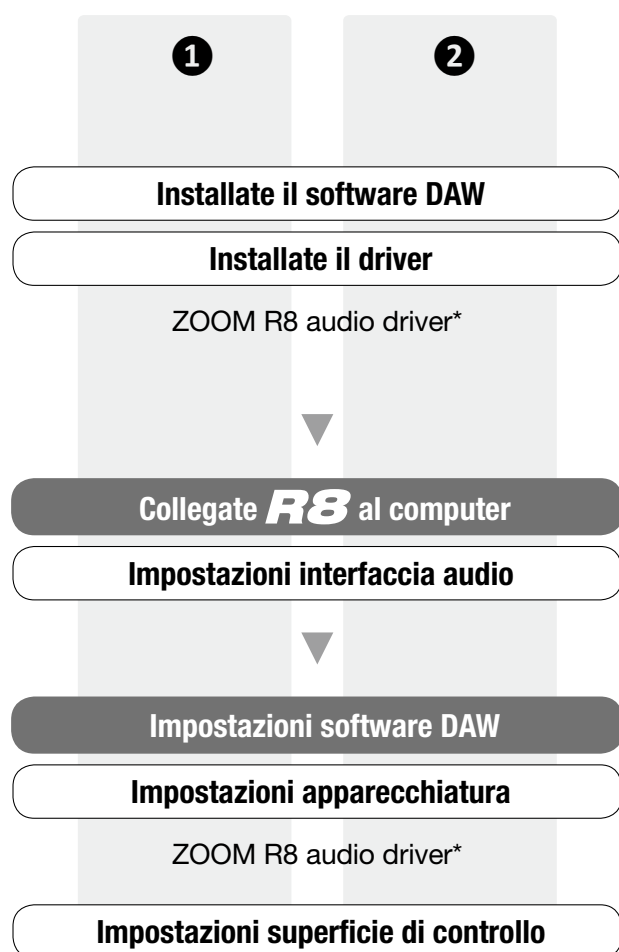 ❶ ❷
Installate il software DAW
Installate il driver
ZOOM R8 audio driver*
Collegate R8 al computer
Impostazioni interfaccia audio
Impostazioni software DAW
Impostazioni apparecchiatura
ZOOM R8 audio driver*
Impostazioni superficie di controllo